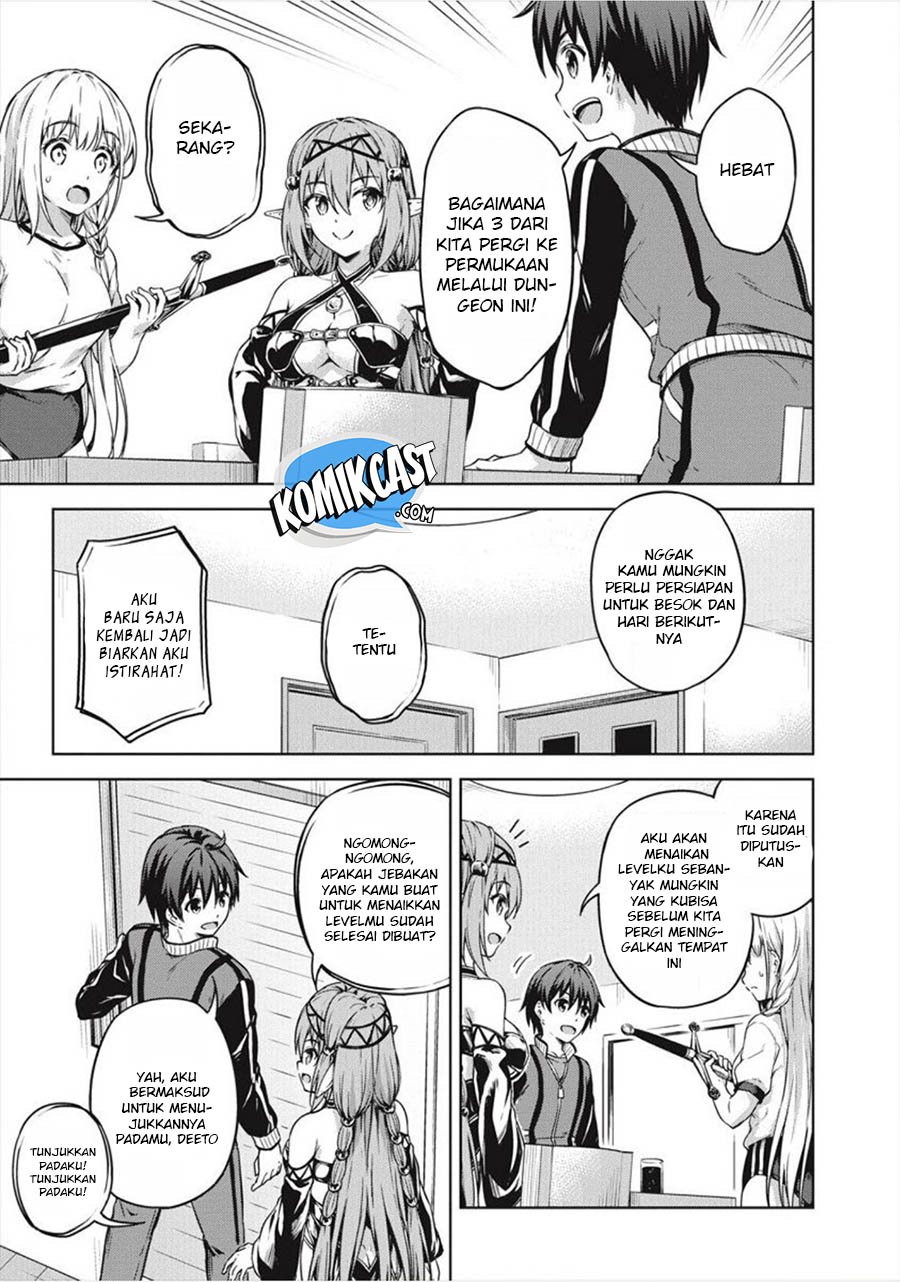 HEBAT
BAGAIMANA
JIKA 3 DARI
KITA PERGI KE
PERMUKAAN
MELALUI DUN-
GEON INI!
SEKA-
RANG?
KOMIKCAST
.COM
NGGAK
KAMU MUNGKIN
PERLU PERSIAPAN
UNTUK BESOK DAN
HARI BERIKUT-
NYA
TE-
TENTU
AKU
BARU SAJA
KEMBALI JADI
BIARKAN AKU
ISTIRAHAT!
KARENA
ITU SUDAH
DIPUTUS-
KAN
AKU AKAN
MENAIKAN
LEVELKU SEBAN-
YAK MUNGKIN
YANG KUBISA
SEBELUM KITA
PERGI MENING-
GALKAN TEMPAT
INI
NGOMONG-
NGOMONG,
APAKAH JEBAKAN
YANG KAMU BUAT
UNTUK MENAIKKAN
LEVELMU SUDAH
SELESAI DIBUAT?
YAH, AKU
BERMAKSUD
UNTUK MENU-
JUKKANNYA
PADAMU, DEETO
TUNJUKKAN
PADAKU!
TUNJUKKAN
PADAKU!